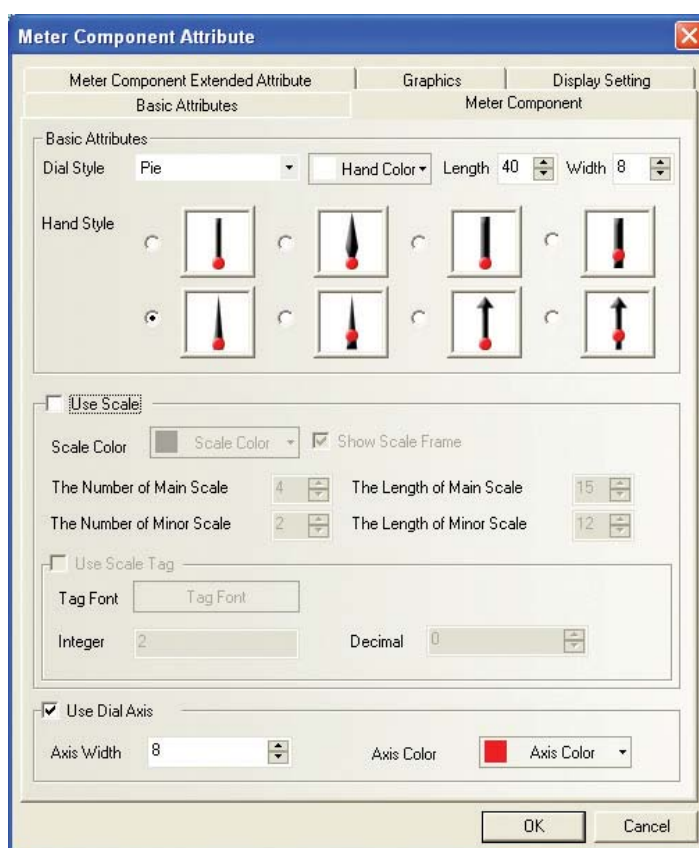 Meter Component Attribute
Meter Component Extended Attribute Graphics Display Setting
Basic Attributes Meter Component
Basic Attributes
Dial Style Pie Hand Color Length 40 Width 8
Hand Style
Use Scale
Scale Color Scale Color Show Scale Frame
The Number of Main Scale 4 The Length of Main Scale 15
The Number of Minor Scale 2 The Length of Minor Scale 12
Use Scale Tag
Tag Font Tag Font
Integer 2 Decimal 0
Use Dial Axis
Axis Width 8 Axis Color Axis Color
OK Cancel